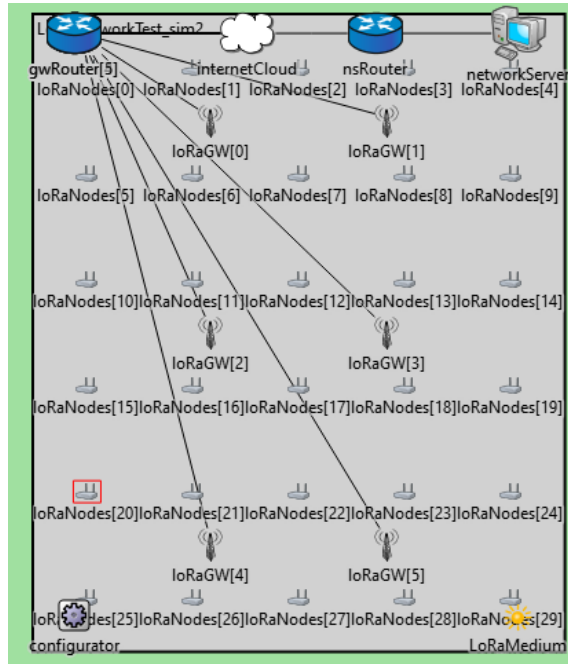 workTest_sim2
gwRouter[5] internetCloud nsRouter networkServer
loRaNodes[0] loRaNodes[1] loRaNodes[2] loRaNodes[3] loRaNodes[4]
loRaGW[0] loRaGW[1]
loRaNodes[5] loRaNodes[6] loRaNodes[7] loRaNodes[8] loRaNodes[9]
loRaNodes[10] loRaNodes[11] loRaNodes[12] loRaNodes[13] loRaNodes[14]
loRaGW[2] loRaGW[3]
loRaNodes[15] loRaNodes[16] loRaNodes[17] loRaNodes[18] loRaNodes[19]
loRaNodes[20] loRaNodes[21] loRaNodes[22] loRaNodes[23] loRaNodes[24]
loRaGW[4] loRaGW[5]
loRaNodes[25] loRaNodes[26] loRaNodes[27] loRaNodes[28] loRaNodes[29]
configurator LoRaMedium